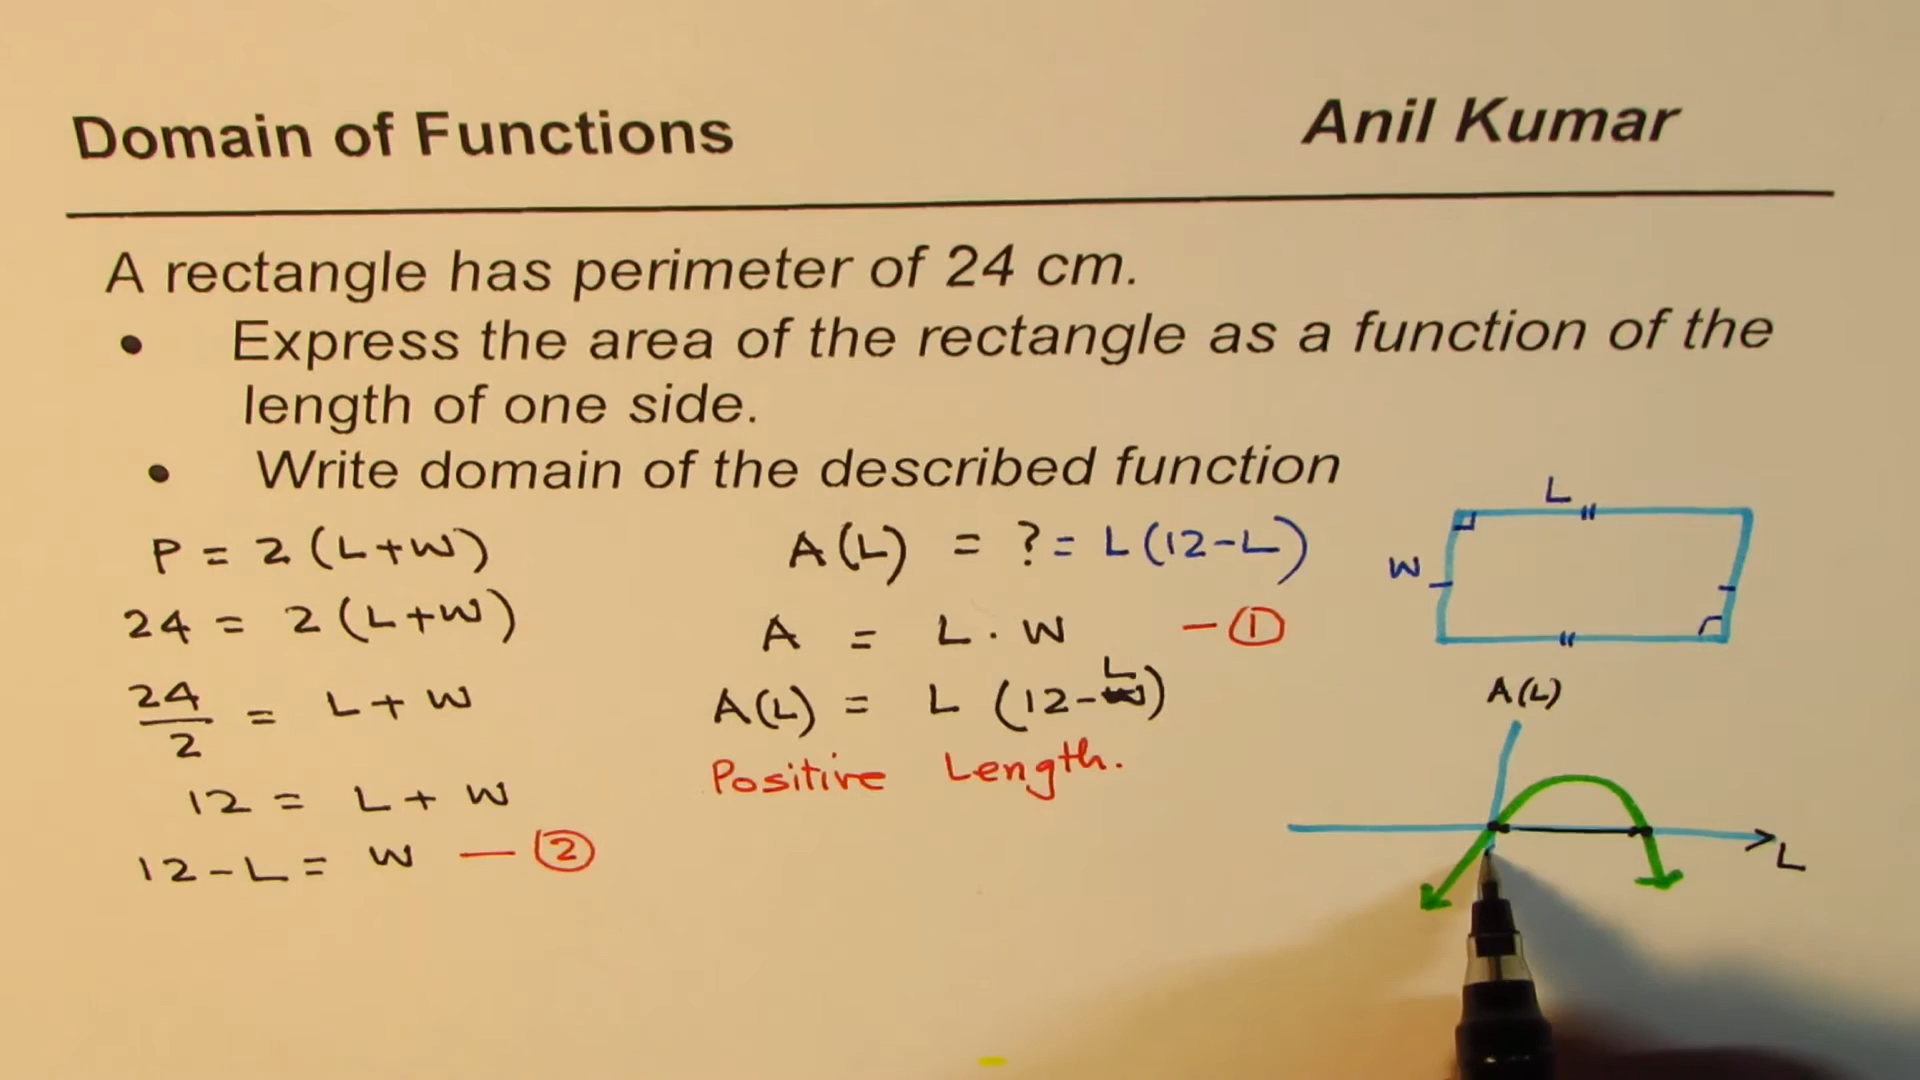 Domain of Functions
Anil Kumar
A rectangle has perimeter of 24 cm.
• Express the area of the rectangle as a function of the
length of one side.
• Write domain of the described function
P = 2 (L+W)
24 = 2 (L+W)
24/2 = L + W
12 = L + W
12 - L = W — ②
A(L) = ? = L(12-L)
A = L . W — ①
A(L) = L (12-L)
Positive Length.
L
W
A(L)
L